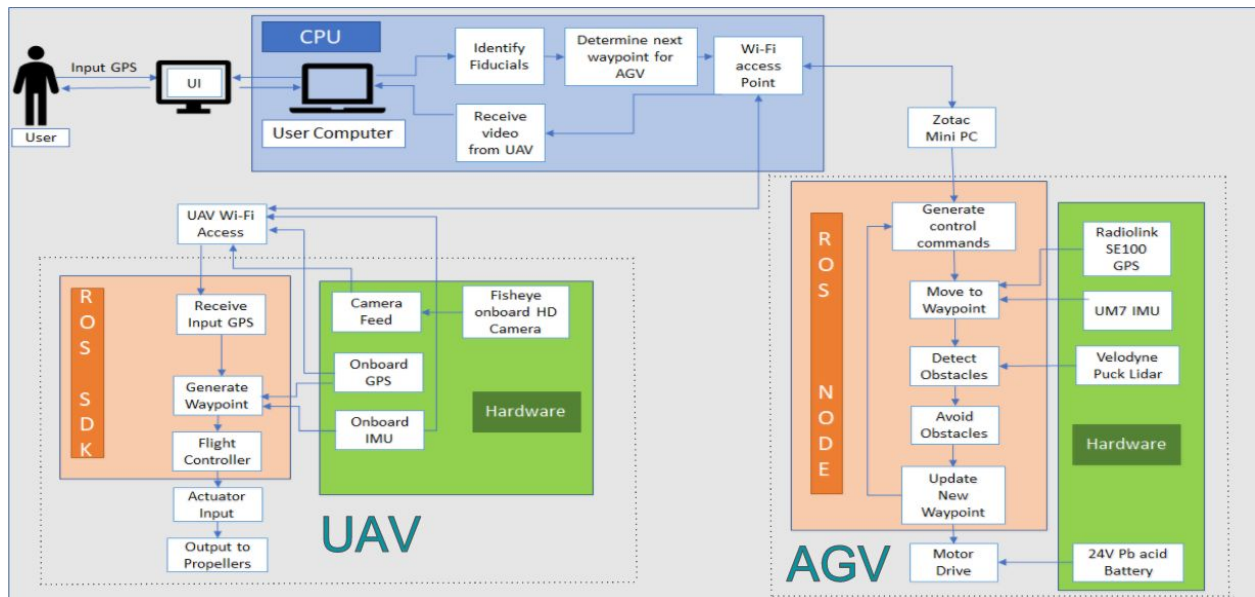 CPU
Input GPS
UI
User
User Computer
Identify
Fiducials
Determine next
waypoint for
AGV
Wi-Fi
access
Point
Receive
video
from UAV
Zotac
Mini PC
UAV Wi-Fi
Access
ROS SDK
Receive
Input GPS
Generate
Waypoint
Flight
Controller
Actuator
Input
Output to
Propellers
Camera
Feed
Fisheye
onboard HD
Camera
Onboard
GPS
Onboard
IMU
Hardware
UAV
ROS NODE
Generate
control
commands
Move to
Waypoint
Detect
Obstacles
Avoid
Obstacles
Update
New
Waypoint
Motor
Drive
Radiolink
SE100
GPS
UM7 IMU
Velodyne
Puck Lidar
Hardware
24V Pb acid
Battery
AGV